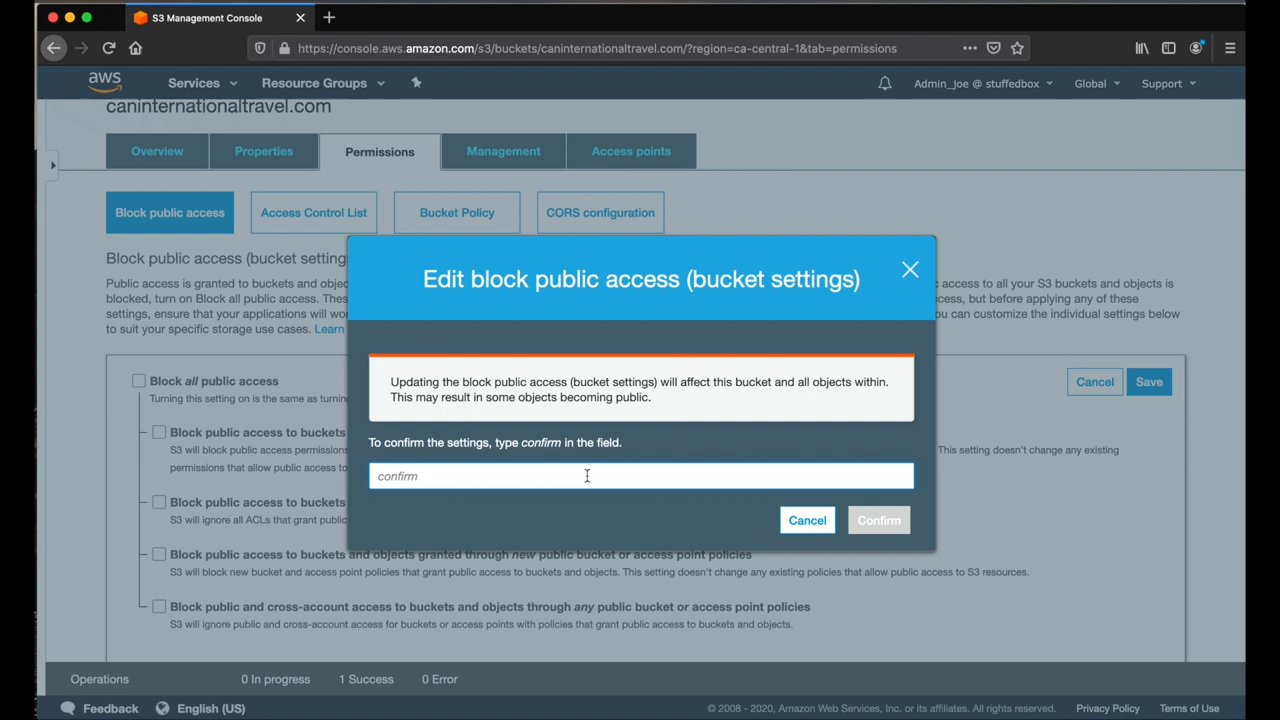 S3 Management Console
https://console.aws.amazon.com/s3/buckets/caninternationaltravel.com/?region=ca-central-1&tab=permissions
aws
Services
Resource Groups
Admin_joe @ stuffedbox
Global
Support
caninternationaltravel.com
Overview
Properties
Permissions
Management
Access points
Block public access
Access Control List
Bucket Policy
CORS configuration
Block public access (bucket setting
Edit block public access (bucket settings)
Public access is granted to buckets and objec
access to all your S3 buckets and objects is
blocked, turn on Block all public access. Thes
cess, but before applying any of these
settings, ensure that your applications will wo
ou can customize the individual settings below
to suit your specific storage use cases. Learn
Updating the block public access (bucket settings) will affect this bucket and all objects within.
This may result in some objects becoming public.
Block all public access
Cancel
Save
Turning this setting on is the same as turnin
Block public access to buckets
To confirm the settings, type confirm in the field.
S3 will block public access permissions
This setting doesn't change any existing
permissions that allow public access to
confirm
Block public access to buckets
S3 will ignore all ACLs that grant public
Cancel
Confirm
Block public access to buckets and objects granted through new public bucket or access point policies
S3 will block new bucket and access point policies that grant public access to buckets and objects. This setting doesn't change any existing policies that allow public access to S3 resources.
Block public and cross-account access to buckets and objects through any public bucket or access point policies
S3 will ignore public and cross-account access for buckets or access points with policies that grant public access to buckets and objects.
Operations
0 In progress
1 Success
0 Error
Feedback
English (US)
© 2008 - 2020, Amazon Web Services, Inc. or its affiliates. All rights reserved.
Privacy Policy
Terms of Use